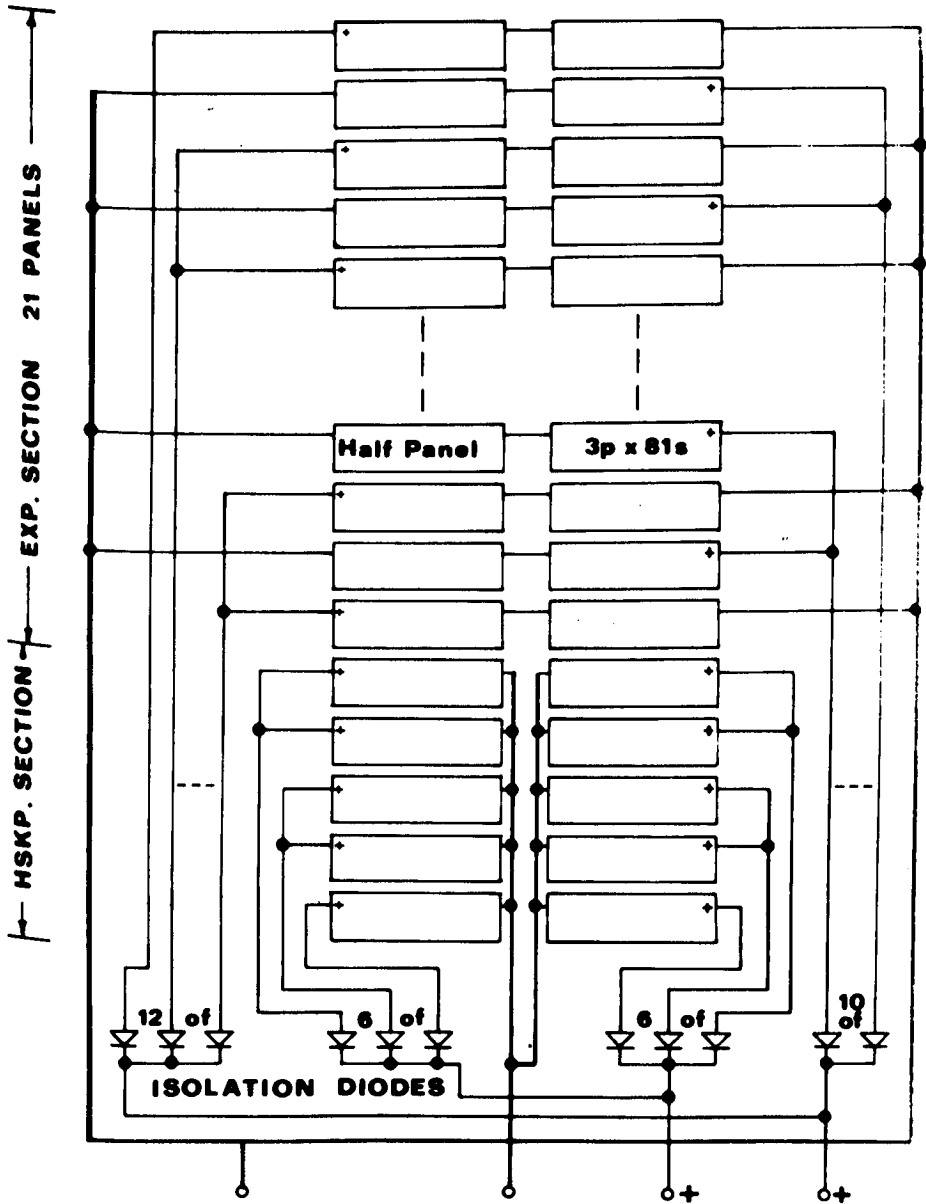 EXP. SECTION 21 PANELS
HSKP. SECTION
Half Panel
3p x 81s
12 of
6 of
6 of
10 of
ISOLATION DIODES
+
+